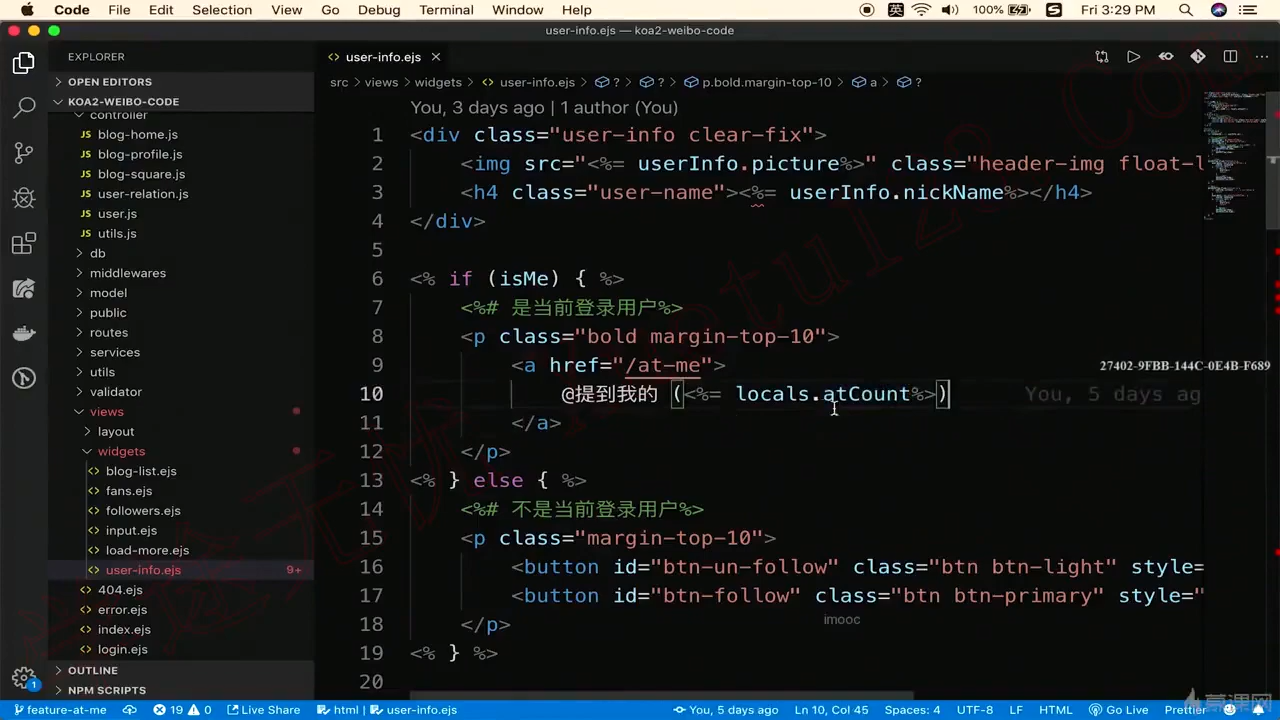 Code File Edit Selection View Go Debug Terminal Window Help 英 100% S Fri 3:29 PM
user-info.ejs — koa2-weibo-code
EXPLORER
OPEN EDITORS
KOA2-WEIBO-CODE
controller
blog-home.js
blog-profile.js
blog-square.js
user-relation.js
user.js
utils.js
db
middlewares
model
public
routes
services
utils
validator
views
layout
widgets
blog-list.ejs
fans.ejs
followers.ejs
input.ejs
load-more.ejs
user-info.ejs 9+
404.ejs
error.ejs
index.ejs
login.ejs
OUTLINE
NPM SCRIPTS
1
user-info.ejs
src > views > widgets > user-info.ejs > ? > ? > p.bold.margin-top-10 > a > ?
You, 3 days ago | 1 author (You)
1 <div class="user-info clear-fix">
2 <img src="<%= userInfo.picture%>" class="header-img float-l
3 <h4 class="user-name"><%= userInfo.nickName%></h4>
4 </div>
5
6 <% if (isMe) { %>
7 <%# 是当前登录用户%>
8 <p class="bold margin-top-10">
9 <a href="/at-me">
10 @提到我的 (<%= locals.atCount%>) You, 5 days ag
11 </a>
12 </p>
13 <% } else { %>
14 <%# 不是当前登录用户%>
15 <p class="margin-top-10">
16 <button id="btn-un-follow" class="btn btn-light" style=
17 <button id="btn-follow" class="btn btn-primary" style="
18 </p>
19 <% } %>
20
27402-9FBB-144C-0E4B-F689
imooc
慕课网
feature-at-me 19 0 Live Share html user-info.ejs You, 5 days ago Ln 10, Col 45 Spaces: 4 UTF-8 LF HTML Go Live Prettier